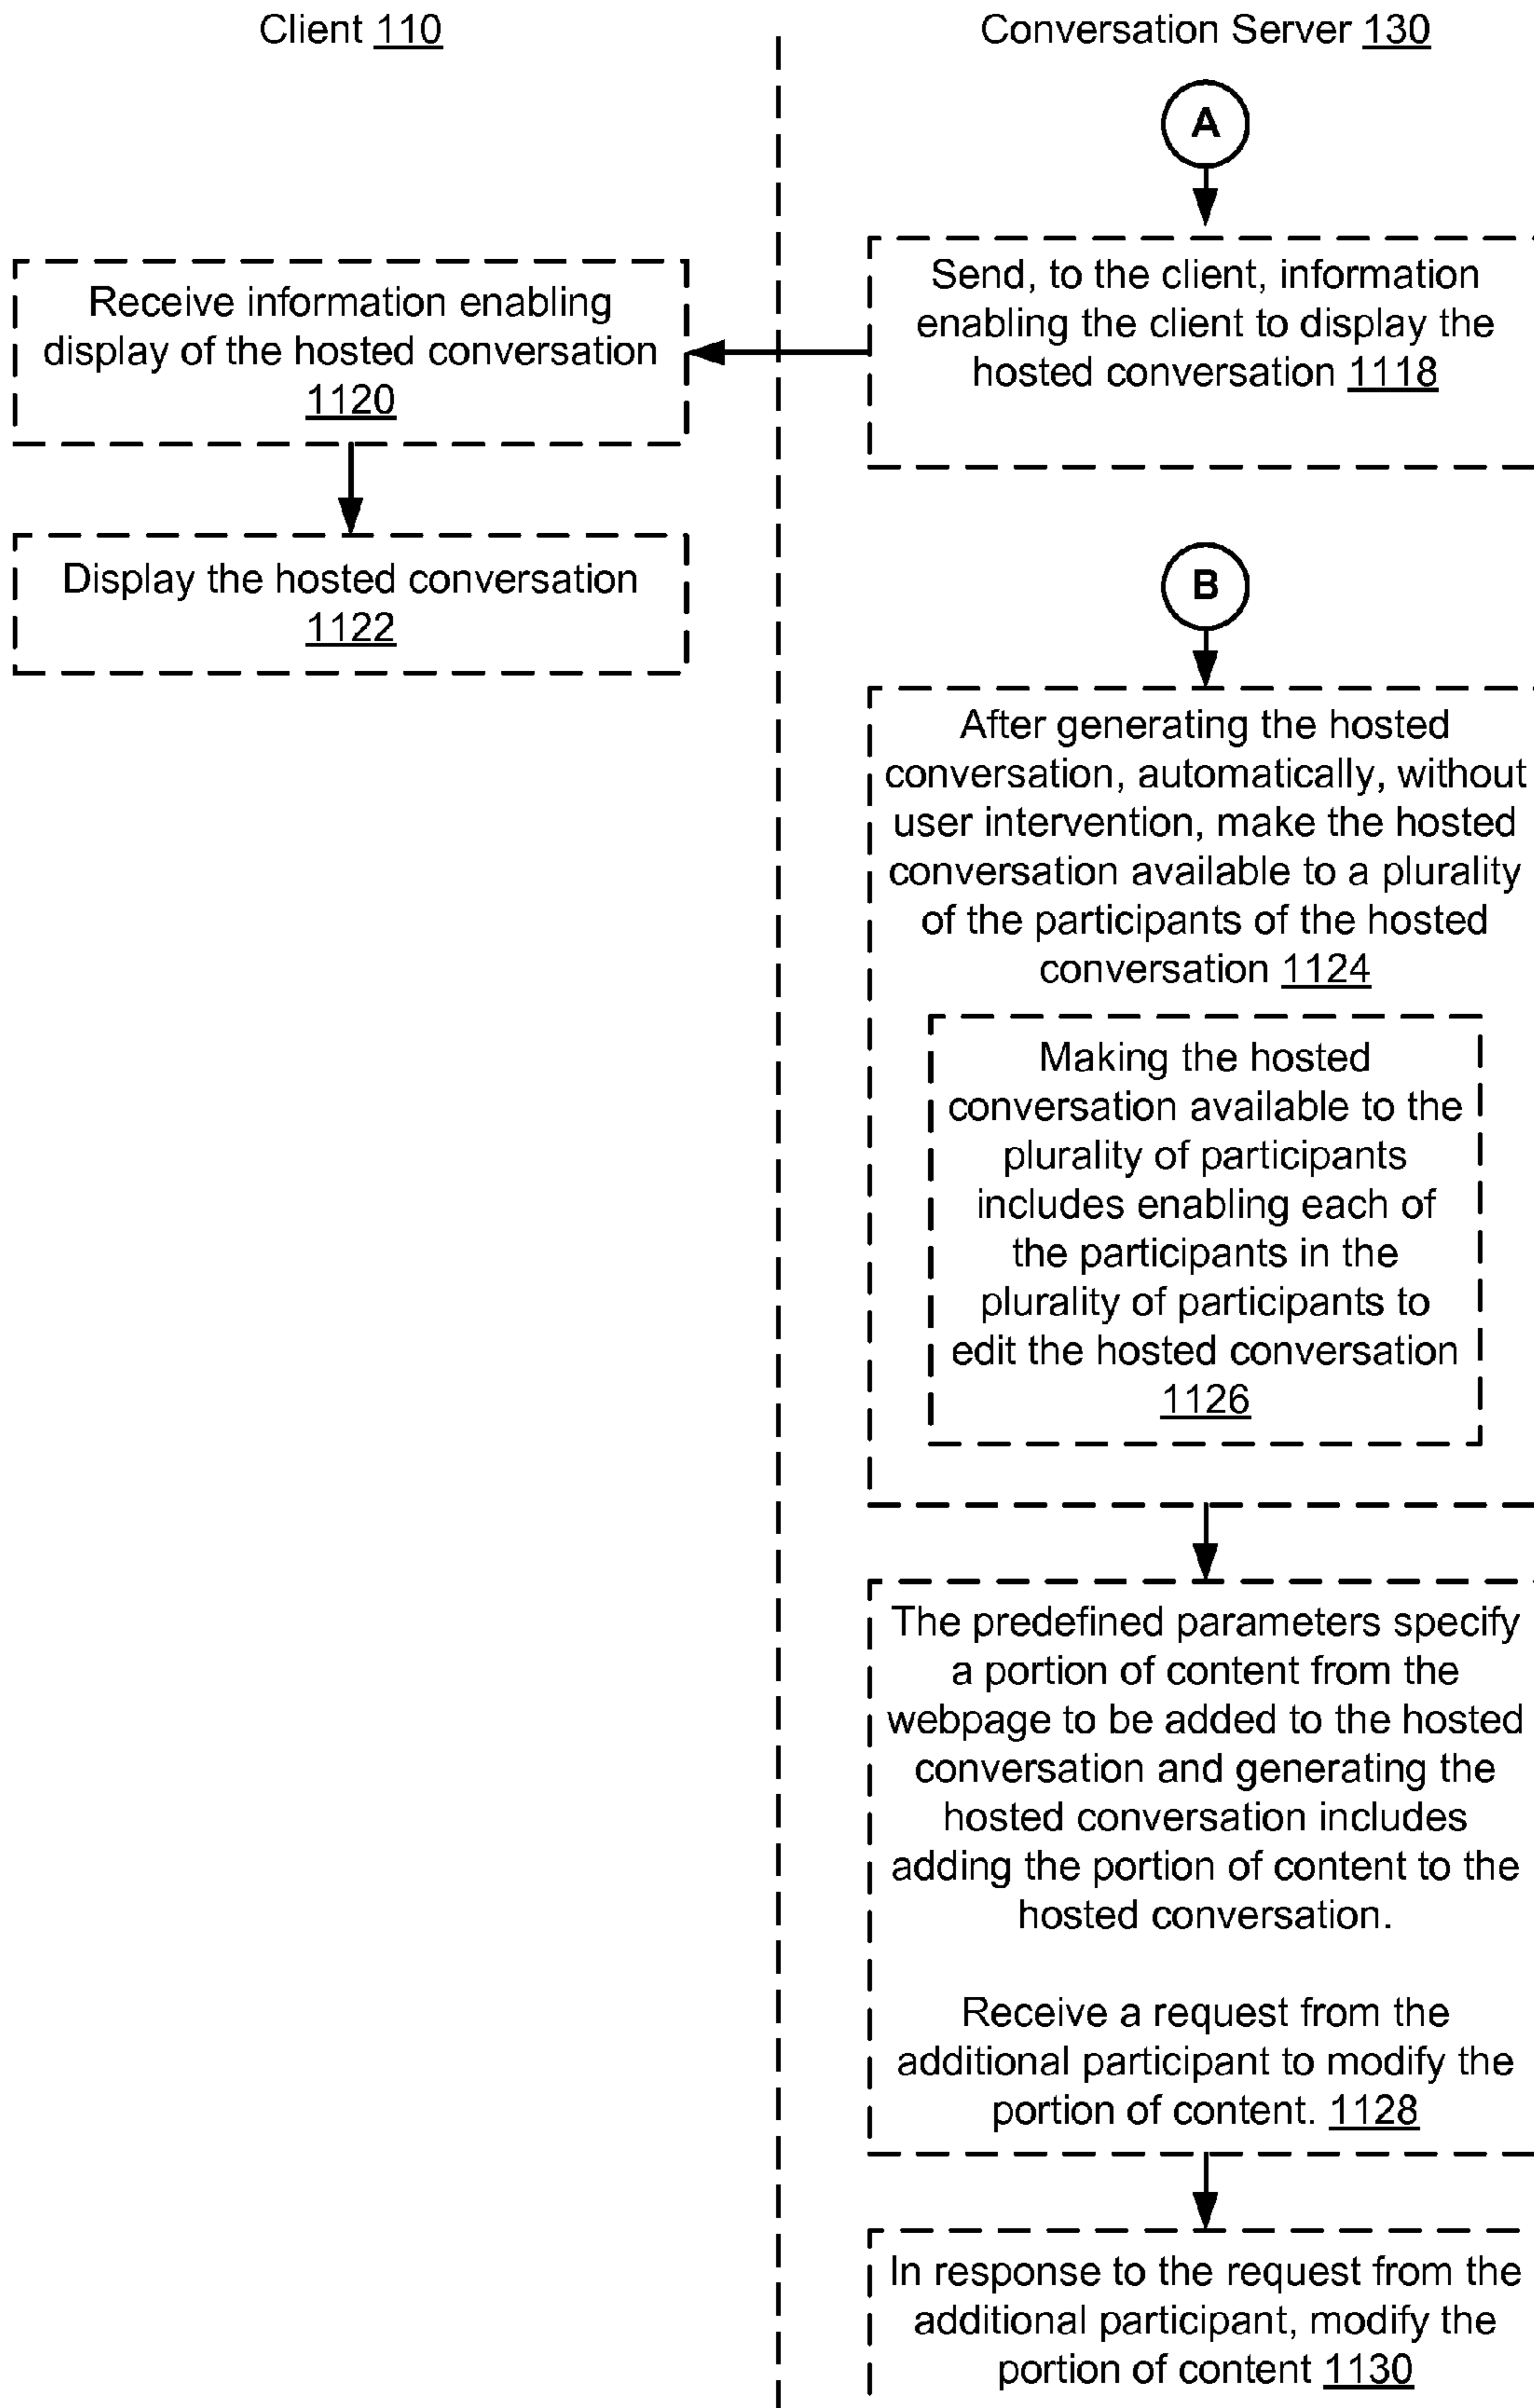 Client 110
Conversation Server 130
A
Send, to the client, information
enabling the client to display the
hosted conversation 1118
Receive information enabling
display of the hosted conversation
1120
Display the hosted conversation
1122
B
After generating the hosted
conversation, automatically, without
user intervention, make the hosted
conversation available to a plurality
of the participants of the hosted
conversation 1124
Making the hosted
conversation available to the
plurality of participants
includes enabling each of
the participants in the
plurality of participants to
edit the hosted conversation
1126
The predefined parameters specify
a portion of content from the
webpage to be added to the hosted
conversation and generating the
hosted conversation includes
adding the portion of content to the
hosted conversation.
Receive a request from the
additional participant to modify the
portion of content. 1128
In response to the request from the
additional participant, modify the
portion of content 1130